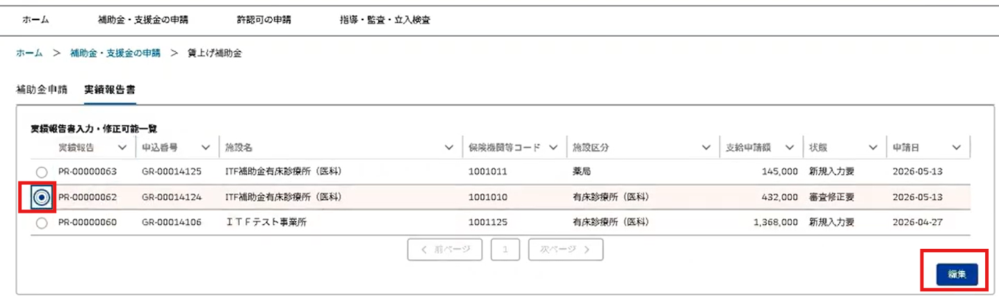 ホーム 補助金・支援金の申請 許認可の申請 指導・監査・立入検査
ホーム > 補助金・支援金の申請 > 賃上げ補助金
補助金申請 実績報告書
実績報告書入力・修正可能一覧
実績報告 申込番号 施設名 保険機関等コード 施設区分 支給申請額 状態 申請日
PR-00000063 GR-00014125 ITF補助金有床診療所（医科） 1001011 薬局 145,000 新規入力要 2026-05-13
PR-00000062 GR-00014124 ITF補助金有床診療所（医科） 1001010 有床診療所（医科） 432,000 審査修正要 2026-05-13
PR-00000060 GR-00014106 ＩＴＦテスト事業所 1001125 有床診療所（医科） 1,368,000 新規入力要 2026-04-27
前ページ 1 次ページ
編集